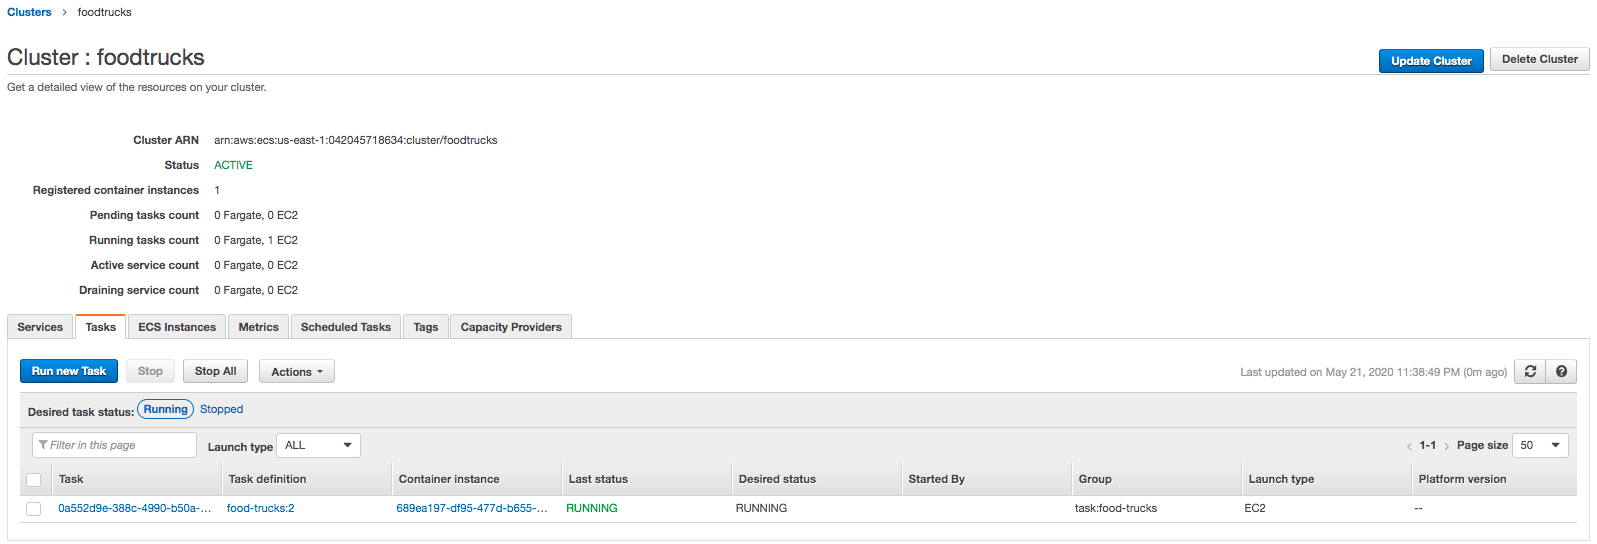 Clusters > foodtrucks
Cluster : foodtrucks
Update Cluster Delete Cluster
Get a detailed view of the resources on your cluster.
Cluster ARN arn:aws:ecs:us-east-1:042045718634:cluster/foodtrucks
Status ACTIVE
Registered container instances 1
Pending tasks count 0 Fargate, 0 EC2
Running tasks count 0 Fargate, 1 EC2
Active service count 0 Fargate, 0 EC2
Draining service count 0 Fargate, 0 EC2
Services Tasks ECS Instances Metrics Scheduled Tasks Tags Capacity Providers
Run new Task Stop Stop All Actions Last updated on May 21, 2020 11:38:49 PM (0m ago)
Desired task status: Running Stopped
Filter in this page Launch type ALL < 1-1 > Page size 50
Task Task definition Container instance Last status Desired status Started By Group Launch type Platform version
0a552d9e-388c-4990-b50a-... food-trucks:2 689ea197-df95-477d-b655-... RUNNING RUNNING task:food-trucks EC2 --